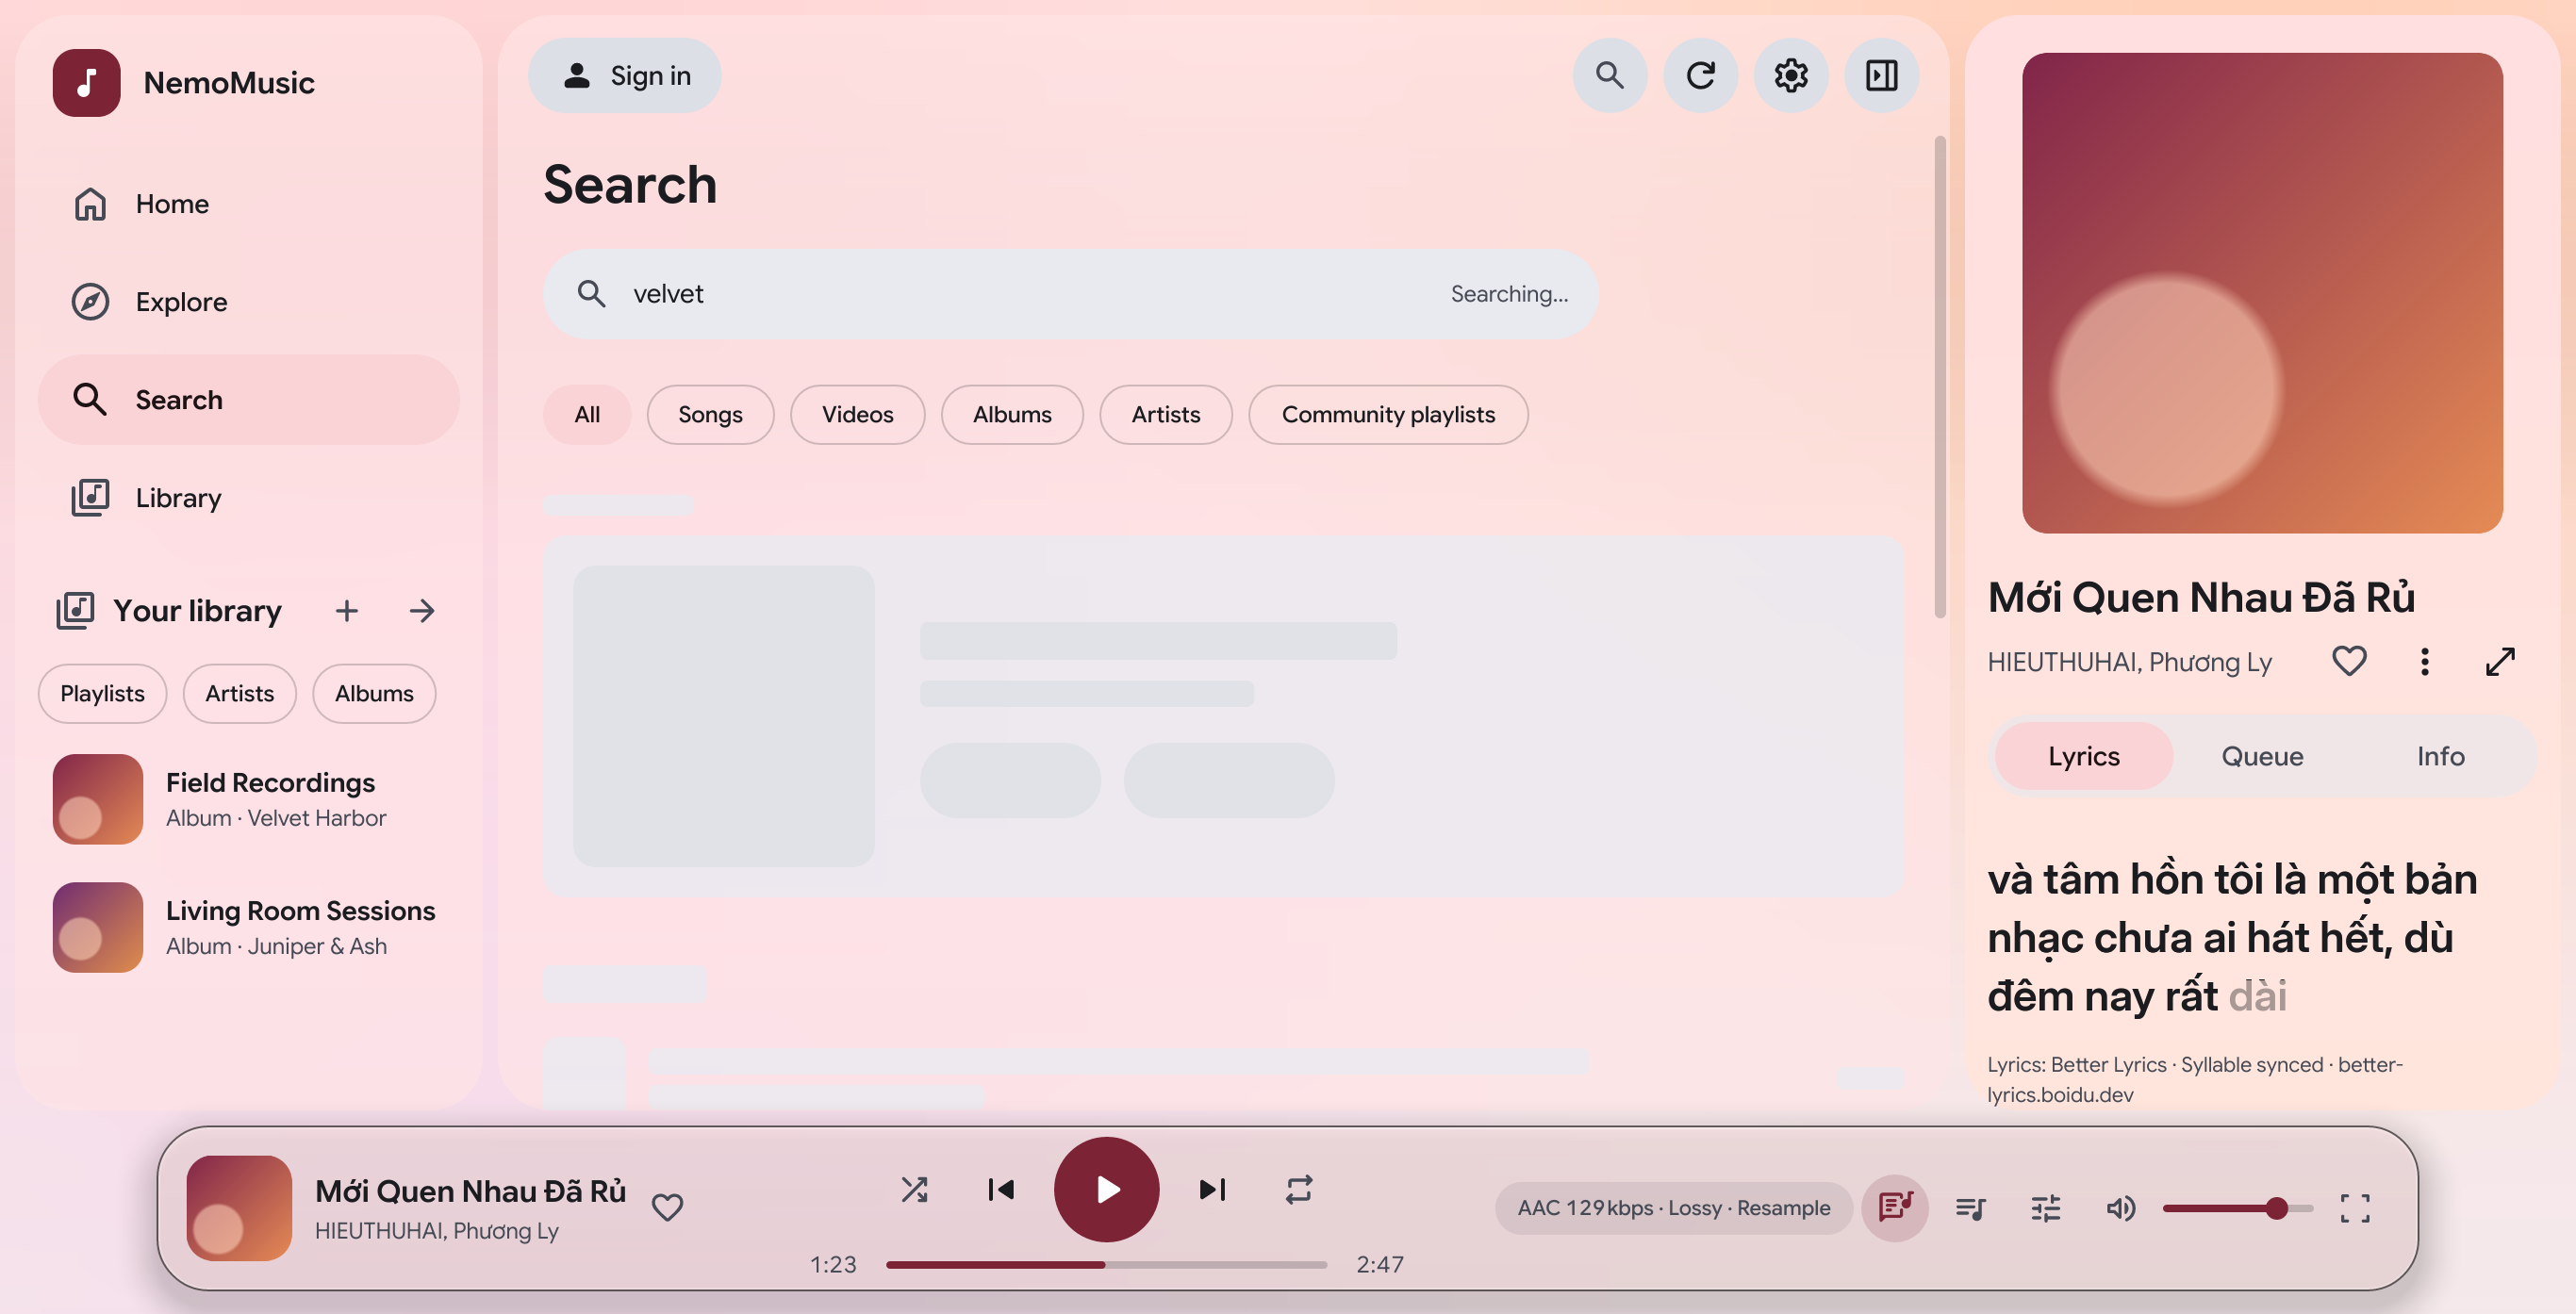 NemoMusic
Home
Explore
Search
Library
Your library
Playlists
Artists
Albums
Field Recordings
Album · Velvet Harbor
Living Room Sessions
Album · Juniper & Ash
Sign in
Search
velvet
Searching...
All
Songs
Videos
Albums
Artists
Community playlists
Mới Quen Nhau Đã Rủ
HIEUTHUHAI, Phương Ly
Lyrics
Queue
Info
và tâm hồn tôi là một bản
nhạc chưa ai hát hết, dù
đêm nay rất dài
Lyrics: Better Lyrics · Syllable synced · better-
lyrics.boidu.dev
Mới Quen Nhau Đã Rủ
HIEUTHUHAI, Phương Ly
1:23
2:47
AAC 129 kbps · Lossy · Resample